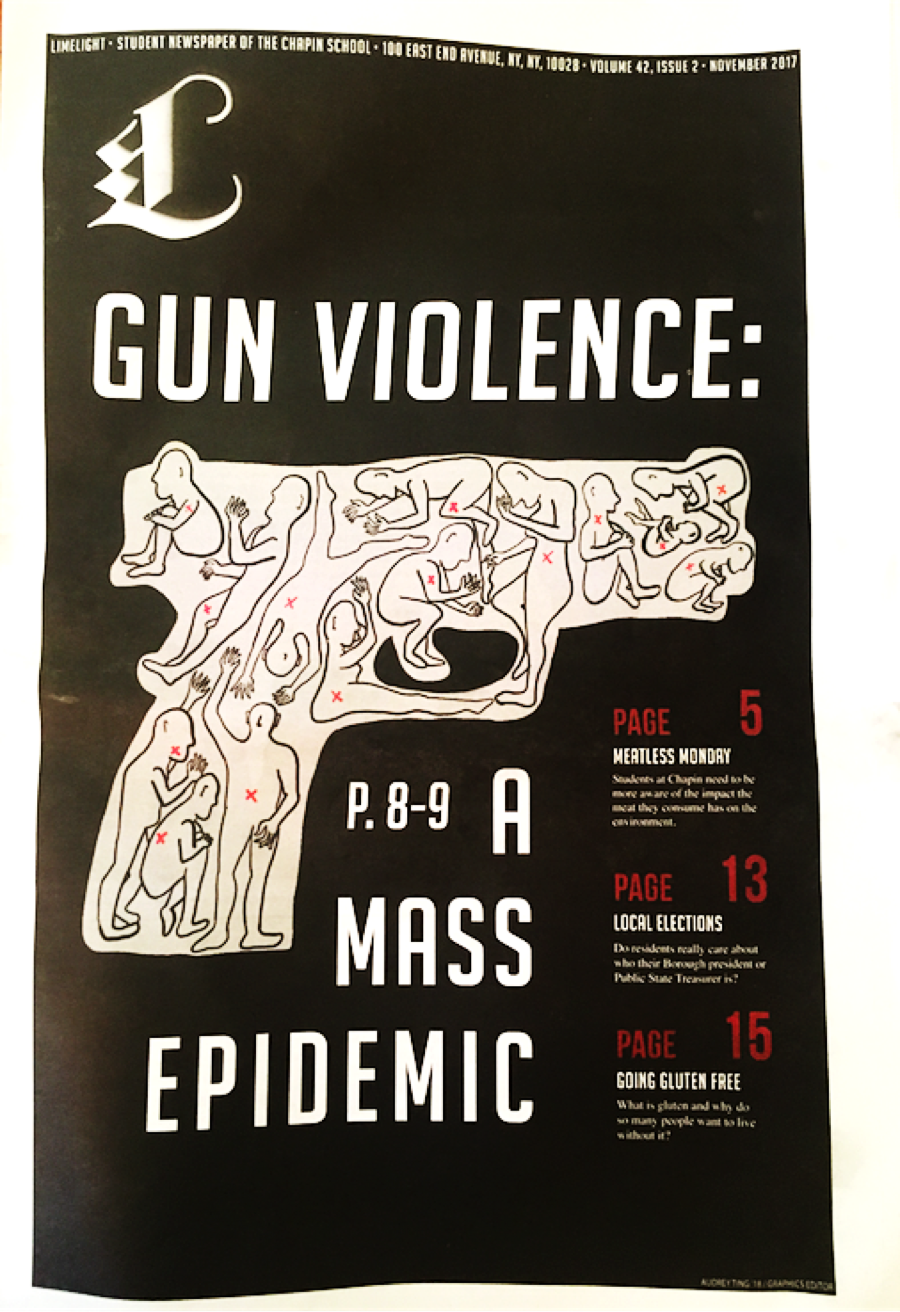 LIMELIGHT · STUDENT NEWSPAPER OF THE CHAPIN SCHOOL · 100 EAST END AVENUE, NY, NY, 10028 · VOLUME 42, ISSUE 2 · NOVEMBER 2017
L
GUN VIOLENCE:
P. 8-9 A
MASS
EPIDEMIC
PAGE 5
MEATLESS MONDAY
Students at Chapin need to be
more aware of the impact the
meat they consume has on the
environment.
PAGE 13
LOCAL ELECTIONS
Do residents really care about
who their Borough president or
Public State Treasurer is?
PAGE 15
GOING GLUTEN FREE
What is gluten and why do
so many people want to live
without it?
AUDREY TING '18 / GRAPHICS EDITOR